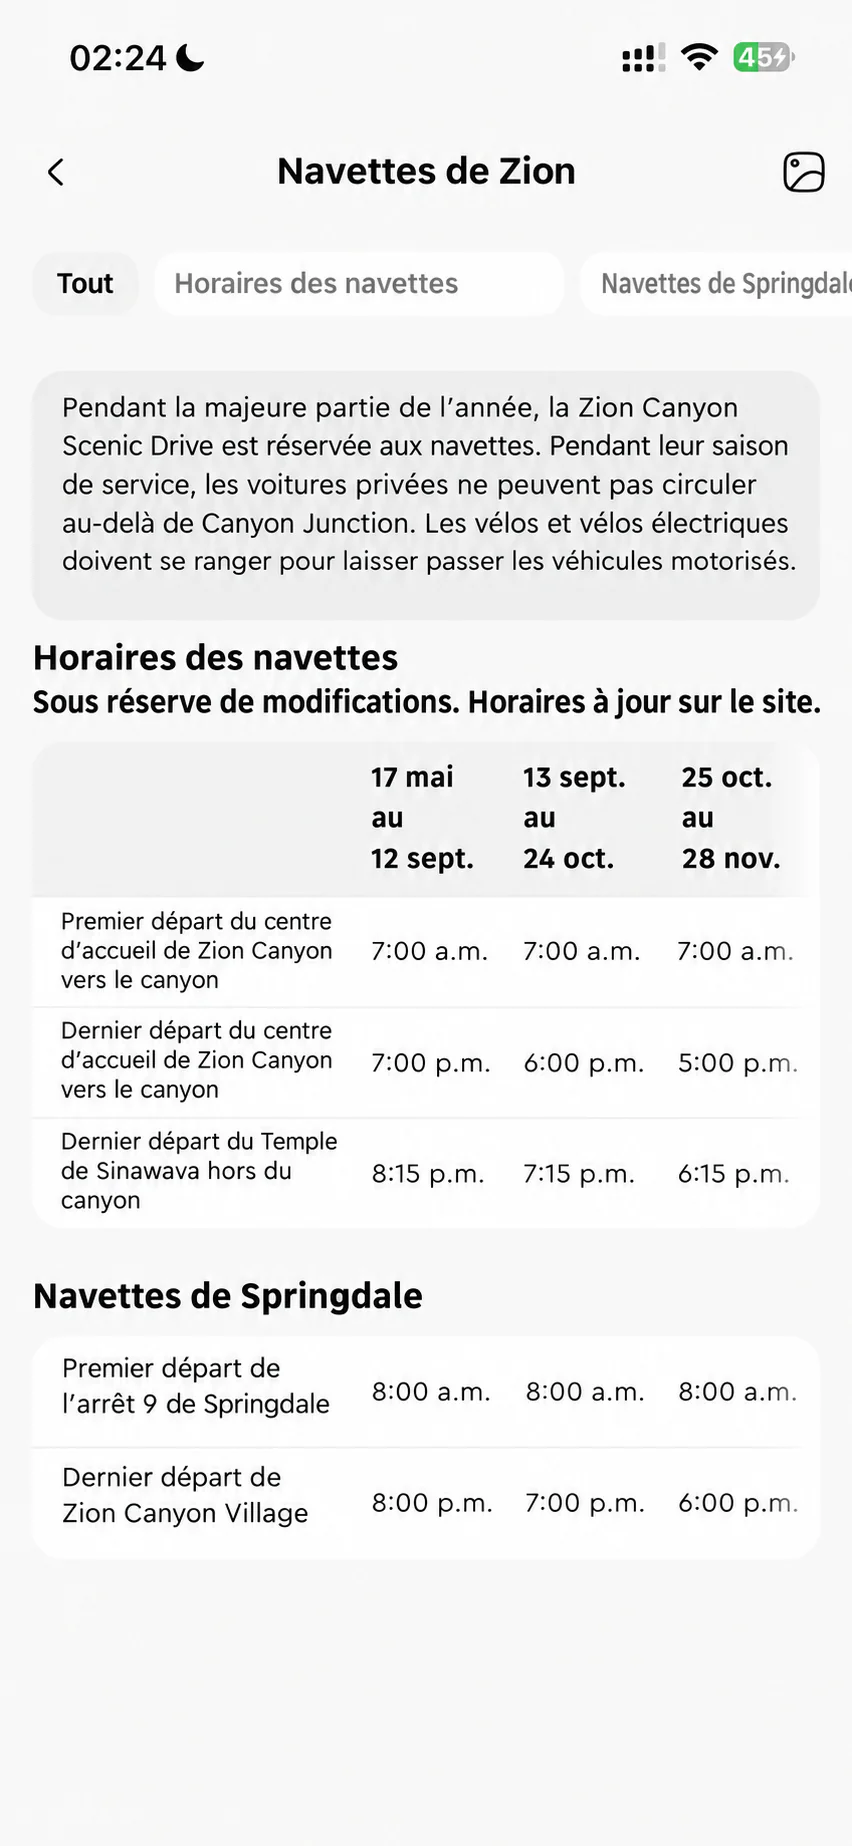 02:24
45
Navettes de Zion
Tout
Horaires des navettes
Navettes de Springdale
Pendant la majeure partie de l’année, la Zion Canyon
Scenic Drive est réservée aux navettes. Pendant leur saison
de service, les voitures privées ne peuvent pas circuler
au-delà de Canyon Junction. Les vélos et vélos électriques
doivent se ranger pour laisser passer les véhicules motorisés.
Horaires des navettes
Sous réserve de modifications. Horaires à jour sur le site.
17 mai
au
12 sept.
13 sept.
au
24 oct.
25 oct.
au
28 nov.
Premier départ du centre
d’accueil de Zion Canyon
vers le canyon
7:00 a.m.
7:00 a.m.
7:00 a.m.
Dernier départ du centre
d’accueil de Zion Canyon
vers le canyon
7:00 p.m.
6:00 p.m.
5:00 p.m.
Dernier départ du Temple
de Sinawava hors du
canyon
8:15 p.m.
7:15 p.m.
6:15 p.m.
Navettes de Springdale
Premier départ de
l’arrêt 9 de Springdale
8:00 a.m.
8:00 a.m.
8:00 a.m.
Dernier départ de
Zion Canyon Village
8:00 p.m.
7:00 p.m.
6:00 p.m.